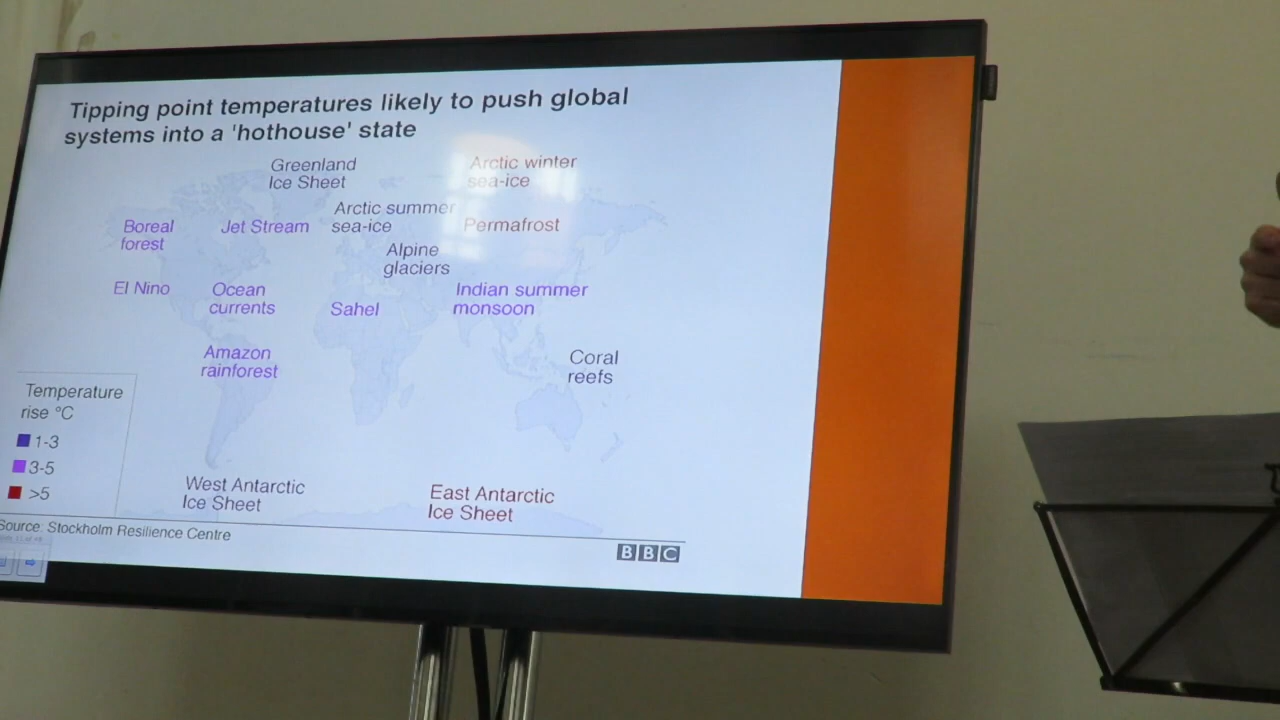 Tipping point temperatures likely to push global
systems into a 'hothouse' state
Greenland
Ice Sheet
Arctic winter
sea-ice
Arctic summer
sea-ice
Boreal
forest
Jet Stream
Permafrost
Alpine
glaciers
El Nino
Ocean
currents
Sahel
Indian summer
monsoon
Amazon
rainforest
Coral
reefs
Temperature
rise °C
1-3
3-5
>5
West Antarctic
Ice Sheet
East Antarctic
Ice Sheet
Source: Stockholm Resilience Centre
BBC